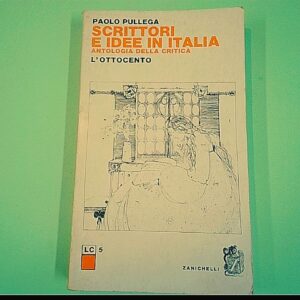 PAOLO PULLEGA
SCRITTORI
E IDEE IN ITALIA
ANTOLOGIA DELLA CRITICA
L'OTTOCENTO
LC 5
ZANICHELLI